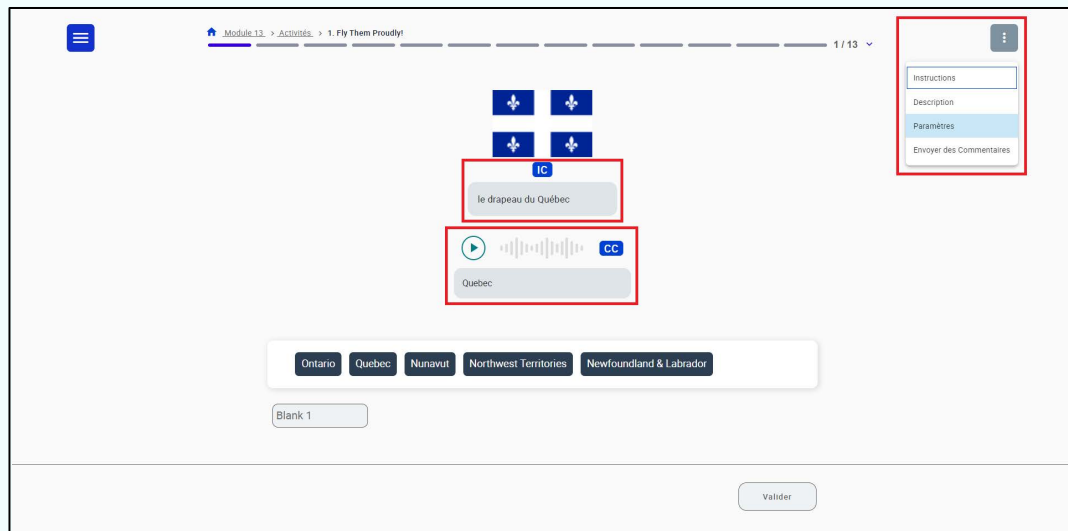 Module 13 > Activités > 1. Fly Them Proudly!
1 / 13
Instructions
Description
Paramètres
Envoyer des Commentaires
IC
le drapeau du Québec
CC
Quebec
Ontario Quebec Nunavut Northwest Territories Newfoundland & Labrador
Blank 1
Valider